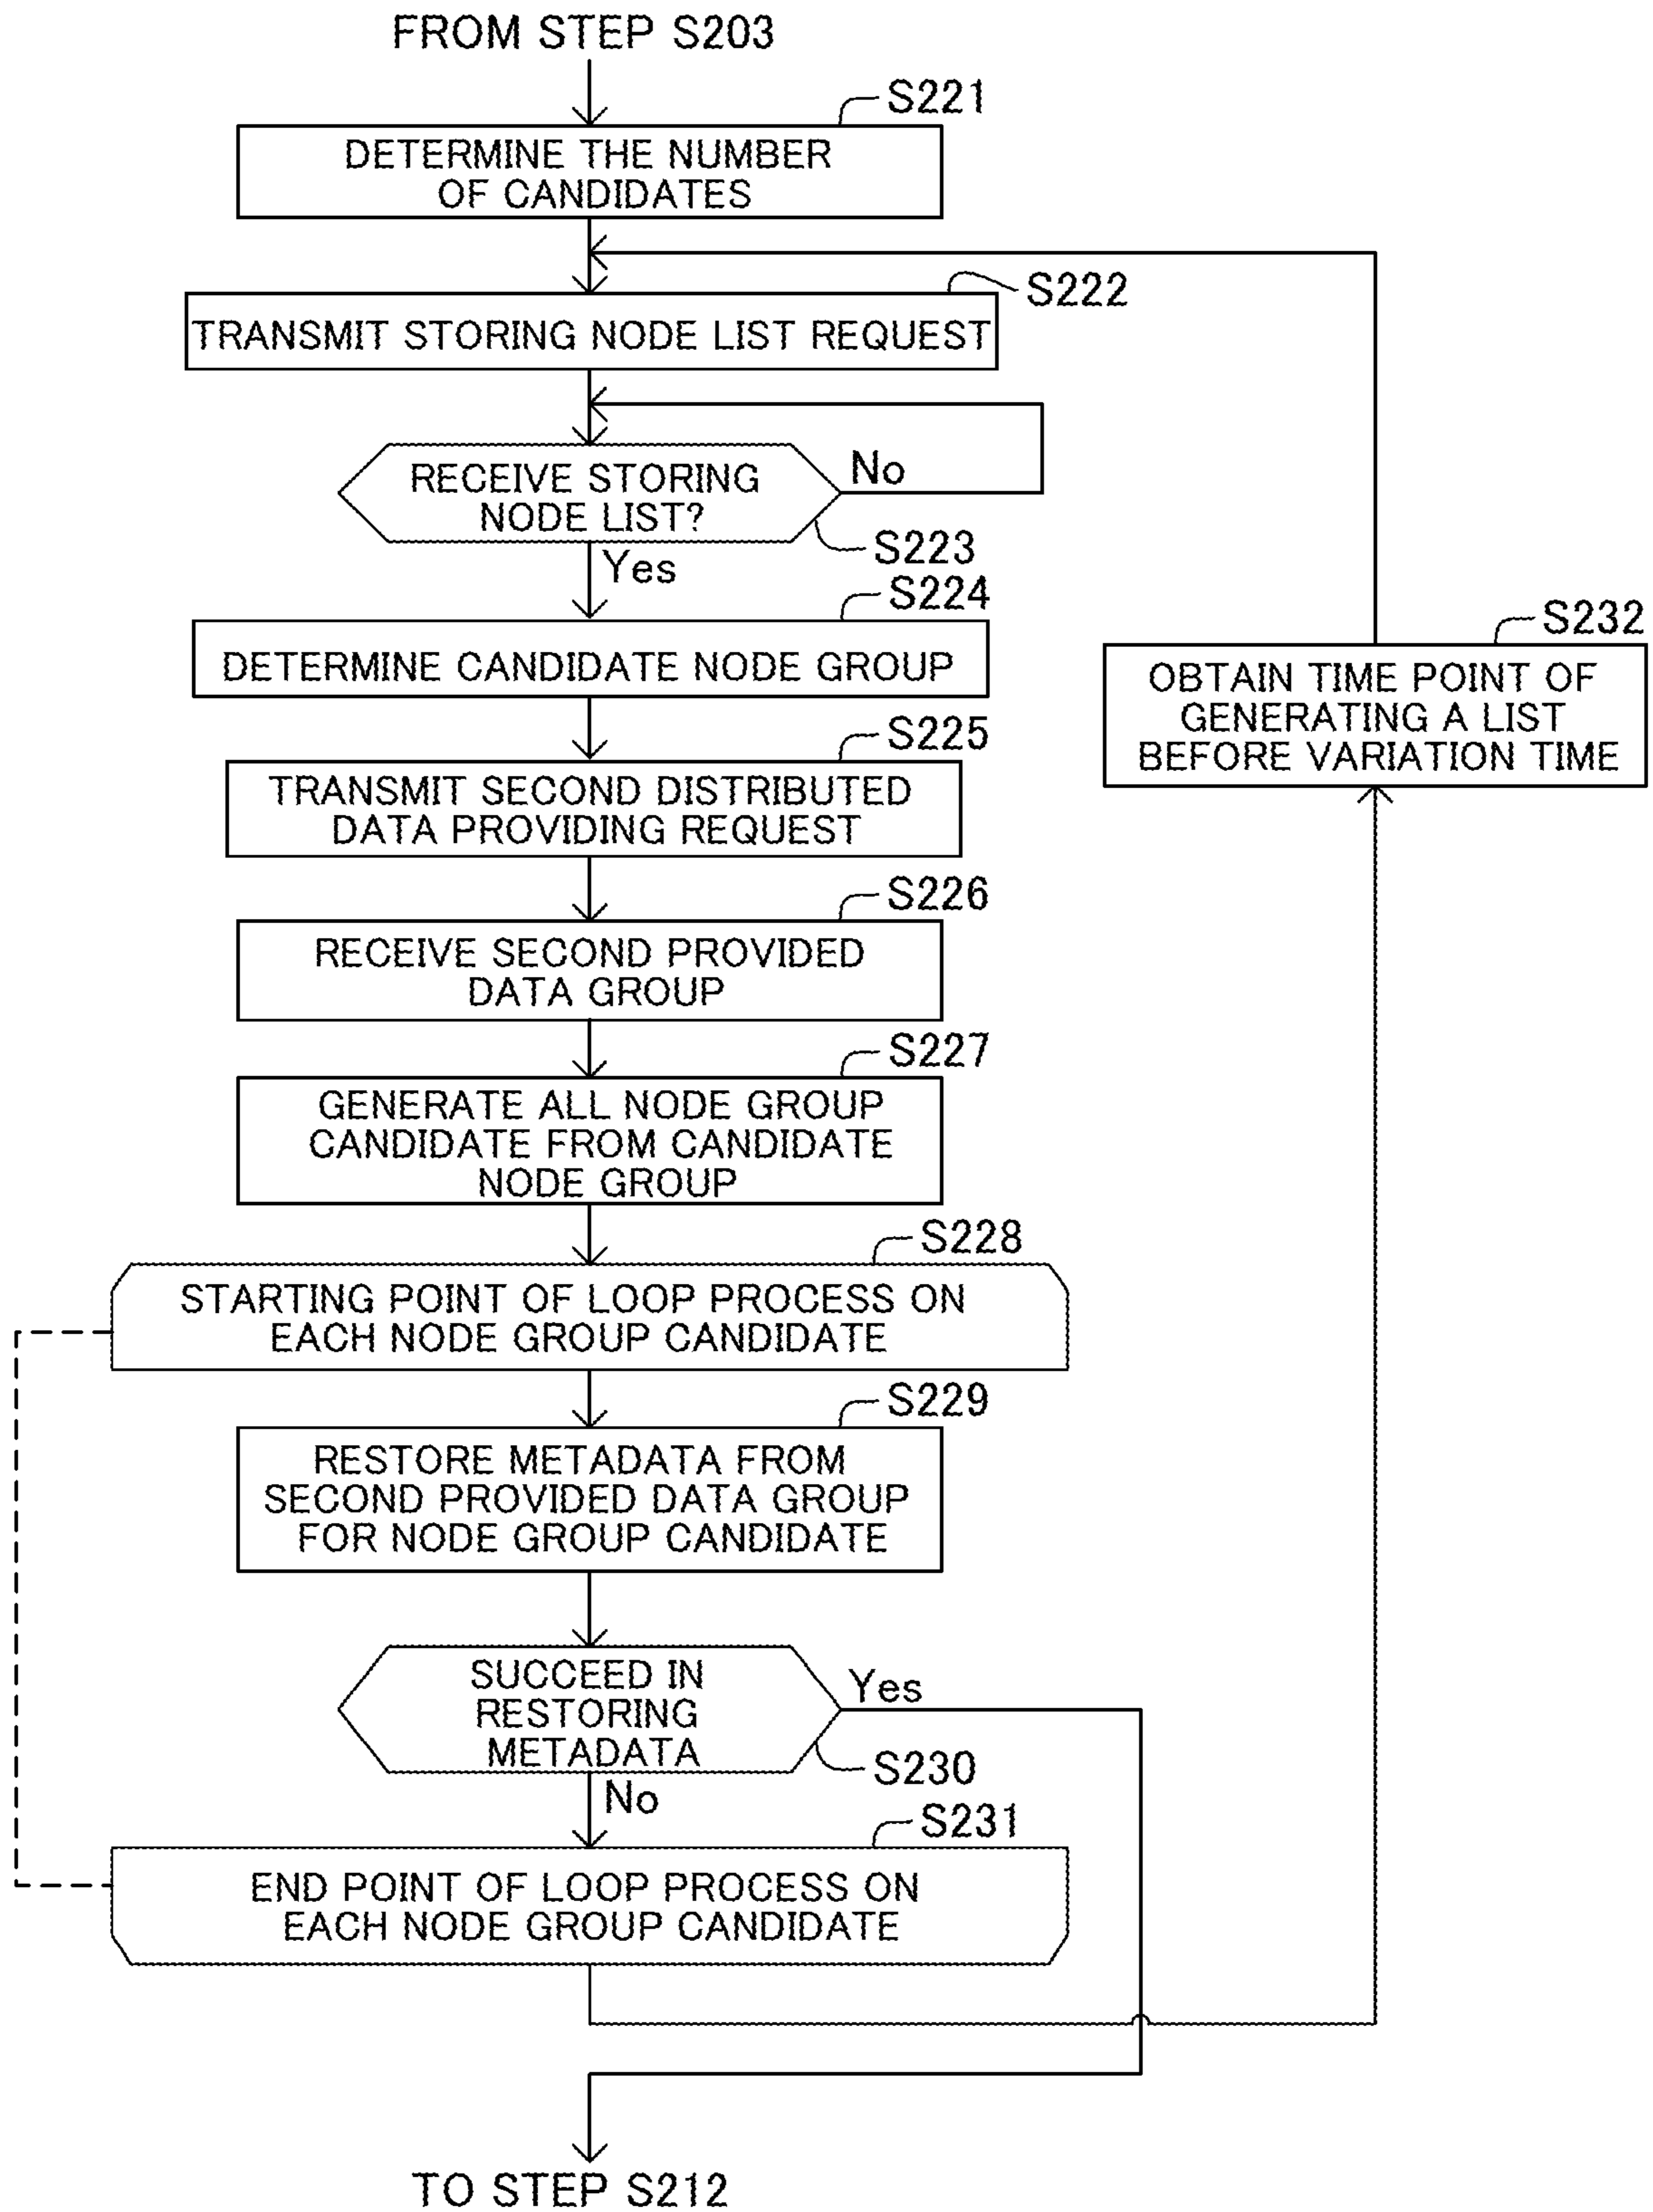 FROM STEP S203
S221
DETERMINE THE NUMBER
OF CANDIDATES
S222
TRANSMIT STORING NODE LIST REQUEST
RECEIVE STORING
NODE LIST?
No
S223
Yes
S224
DETERMINE CANDIDATE NODE GROUP
S232
OBTAIN TIME POINT OF
GENERATING A LIST
BEFORE VARIATION TIME
S225
TRANSMIT SECOND DISTRIBUTED
DATA PROVIDING REQUEST
S226
RECEIVE SECOND PROVIDED
DATA GROUP
S227
GENERATE ALL NODE GROUP
CANDIDATE FROM CANDIDATE
NODE GROUP
S228
STARTING POINT OF LOOP PROCESS ON
EACH NODE GROUP CANDIDATE
S229
RESTORE METADATA FROM
SECOND PROVIDED DATA GROUP
FOR NODE GROUP CANDIDATE
SUCCEED IN
RESTORING
METADATA
Yes
S230
No
S231
END POINT OF LOOP PROCESS ON
EACH NODE GROUP CANDIDATE
TO STEP S212